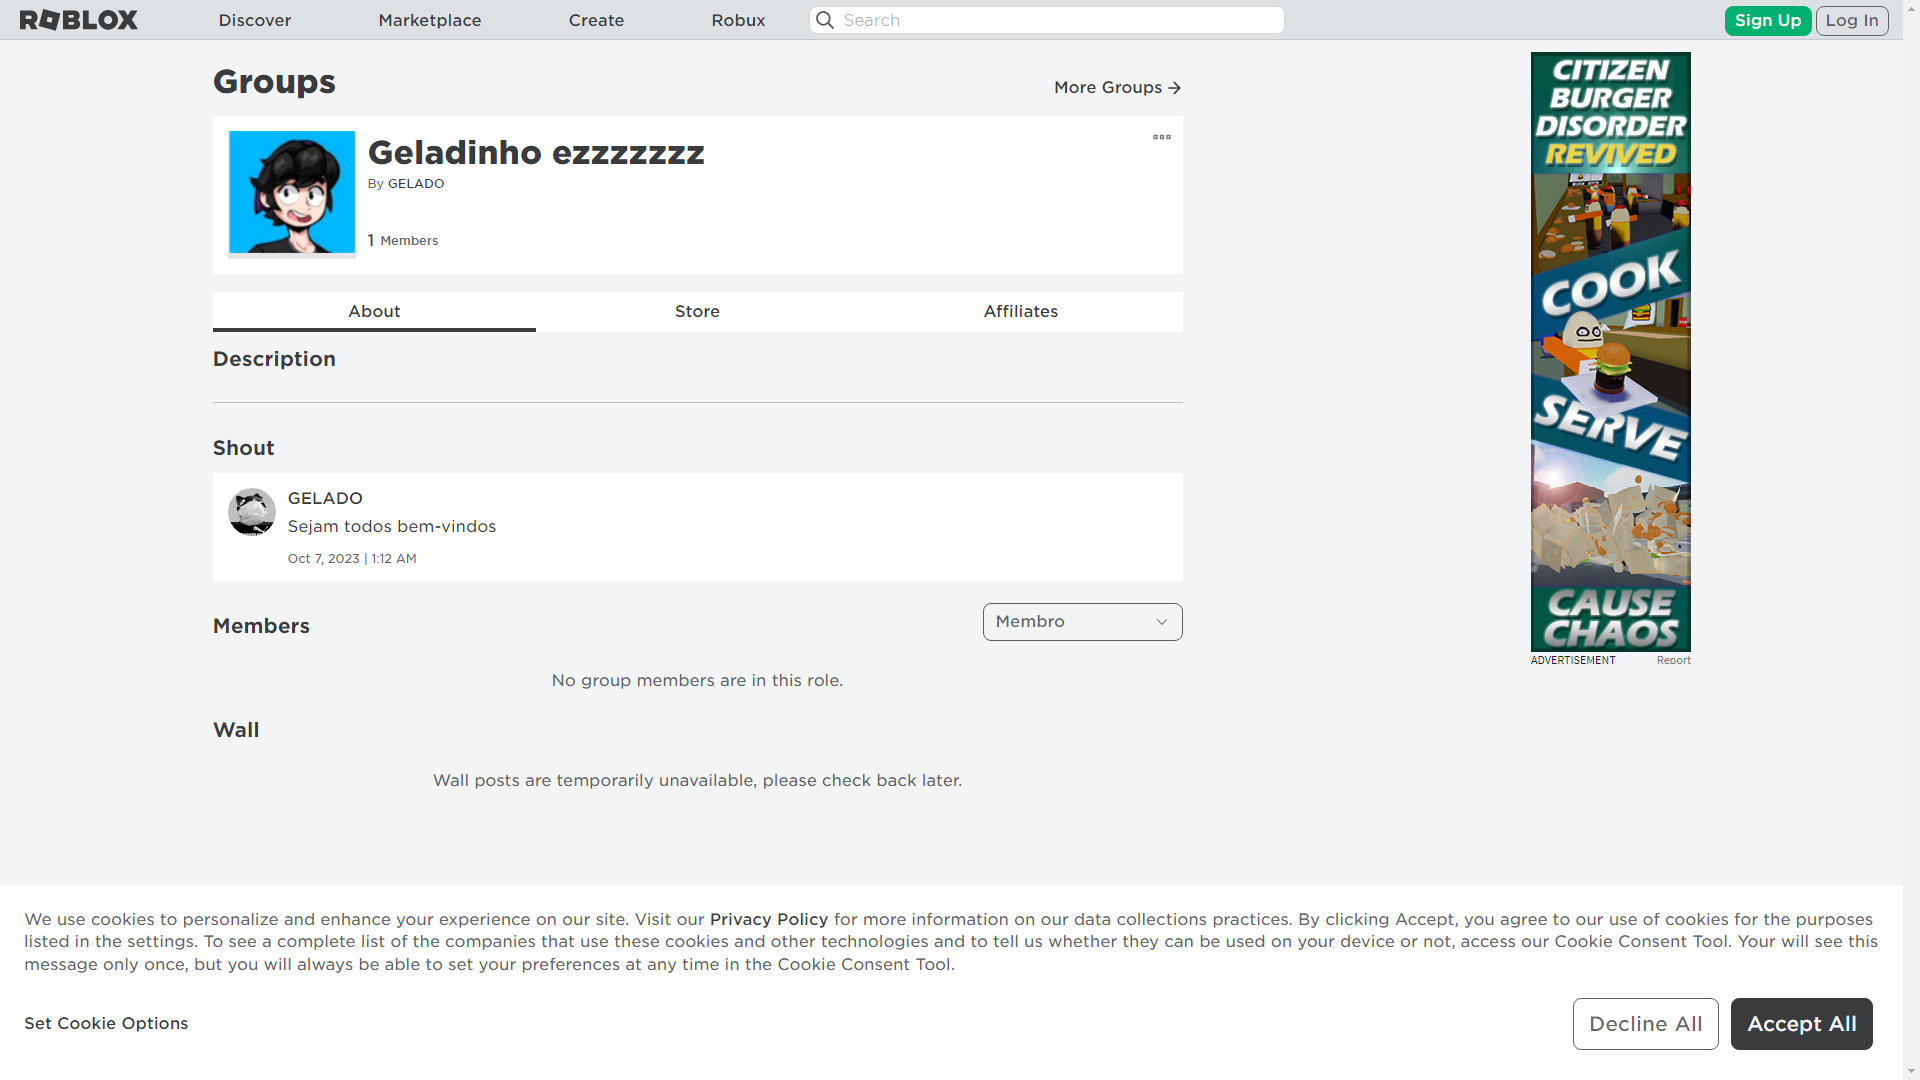 ROBLOX
Discover
Marketplace
Create
Robux
Search
Sign Up
Log In
Groups
More Groups
Geladinho ezzzzzzz
By GELADO
1 Members
About
Store
Affiliates
Description
Shout
GELADO
Sejam todos bem-vindos
Oct 7, 2023 | 1:12 AM
Members
Membro
No group members are in this role.
Wall
Wall posts are temporarily unavailable, please check back later.
CITIZEN
BURGER
DISORDER
REVIVED
COOK
SERVE
CAUSE
CHAOS
ADVERTISEMENT
Report
We use cookies to personalize and enhance your experience on our site. Visit our Privacy Policy for more information on our data collections practices. By clicking Accept, you agree to our use of cookies for the purposes
listed in the settings. To see a complete list of the companies that use these cookies and other technologies and to tell us whether they can be used on your device or not, access our Cookie Consent Tool. Your will see this
message only once, but you will always be able to set your preferences at any time in the Cookie Consent Tool.
Set Cookie Options
Decline All
Accept All